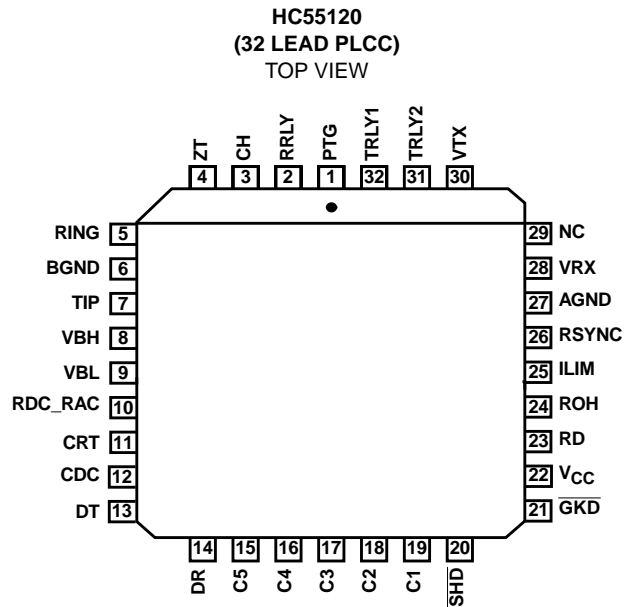 HC55120
(32 LEAD PLCC)
TOP VIEW
ZT CH RRLY PTG TRLY1 TRLY2 VTX
4 3 2 1 32 31 30
RING 5
BGND 6
TIP 7
VBH 8
VBL 9
RDC_RAC 10
CRT 11
CDC 12
DT 13
29 NC
28 VRX
27 AGND
26 RSYNC
25 ILIM
24 ROH
23 RD
22 VCC
21 GKD
14 15 16 17 18 19 20
DR C5 C4 C3 C2 C1 SHD